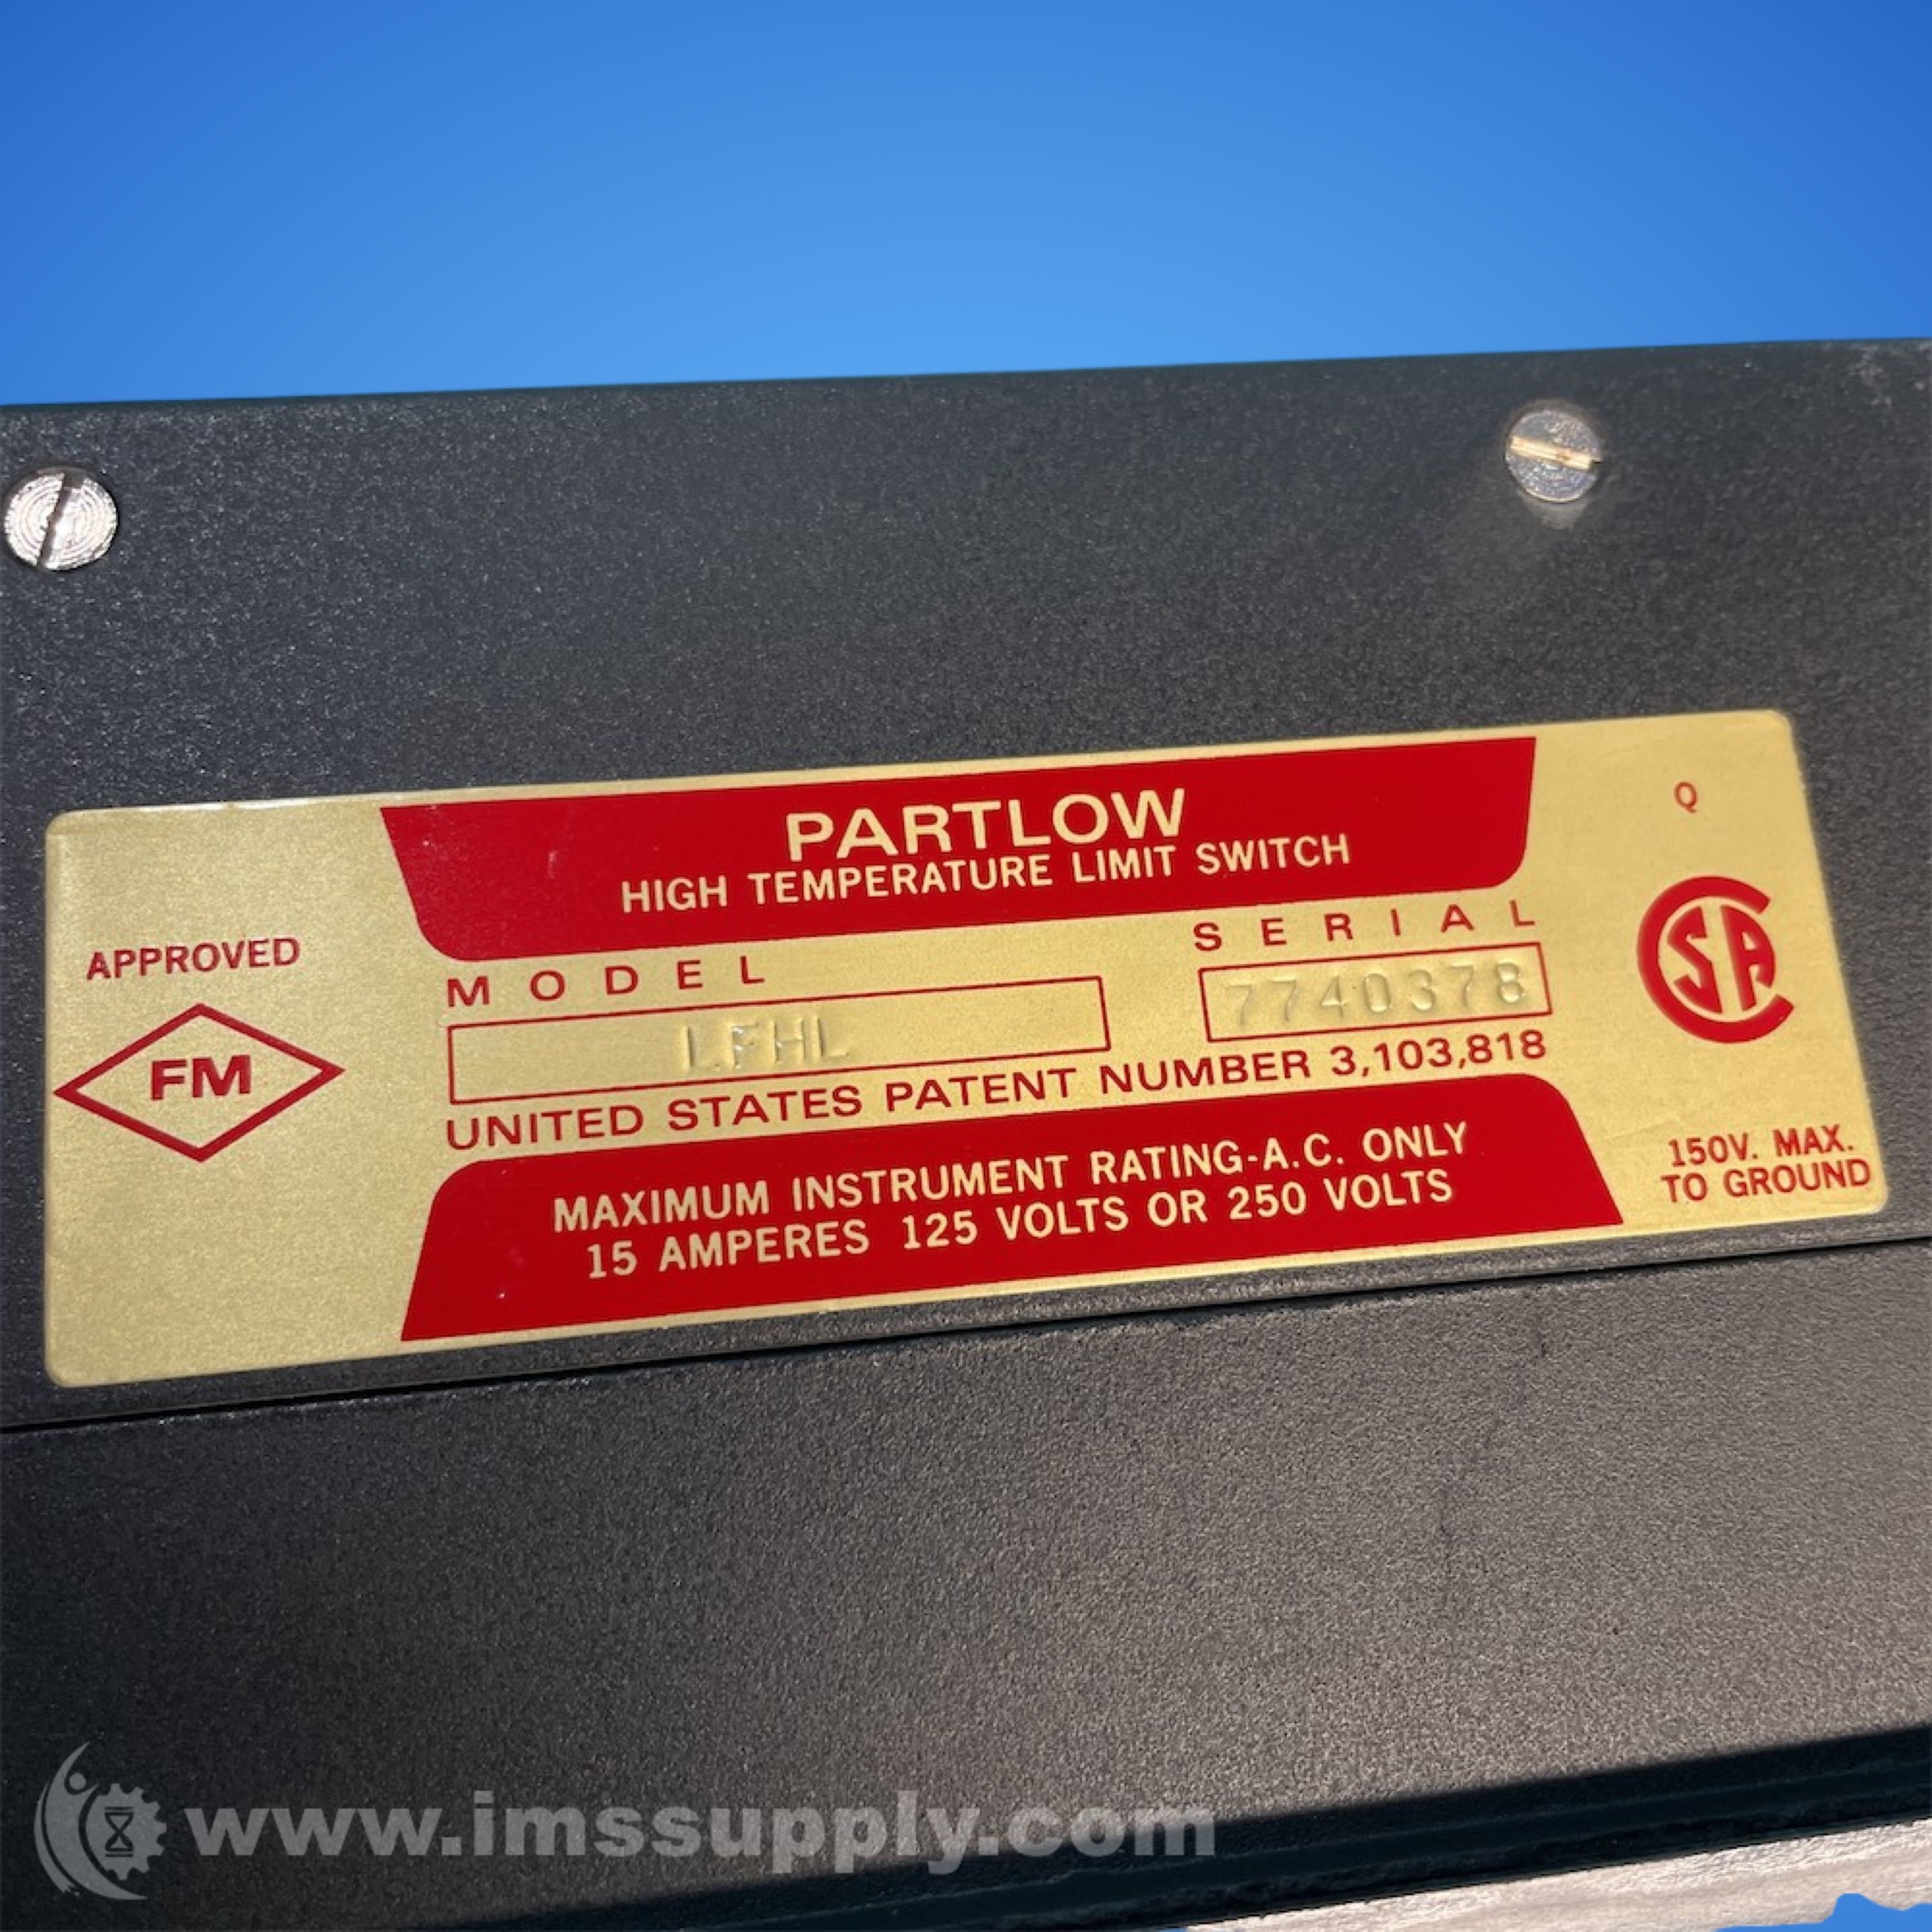 PARTLOW
HIGH TEMPERATURE LIMIT SWITCH
Q
APPROVED
FM
MODEL
LFHL
SERIAL
7740378
UNITED STATES PATENT NUMBER 3,103,818
MAXIMUM INSTRUMENT RATING-A.C. ONLY
15 AMPERES 125 VOLTS OR 250 VOLTS
SA
150V. MAX.
TO GROUND
www.imssupply.com